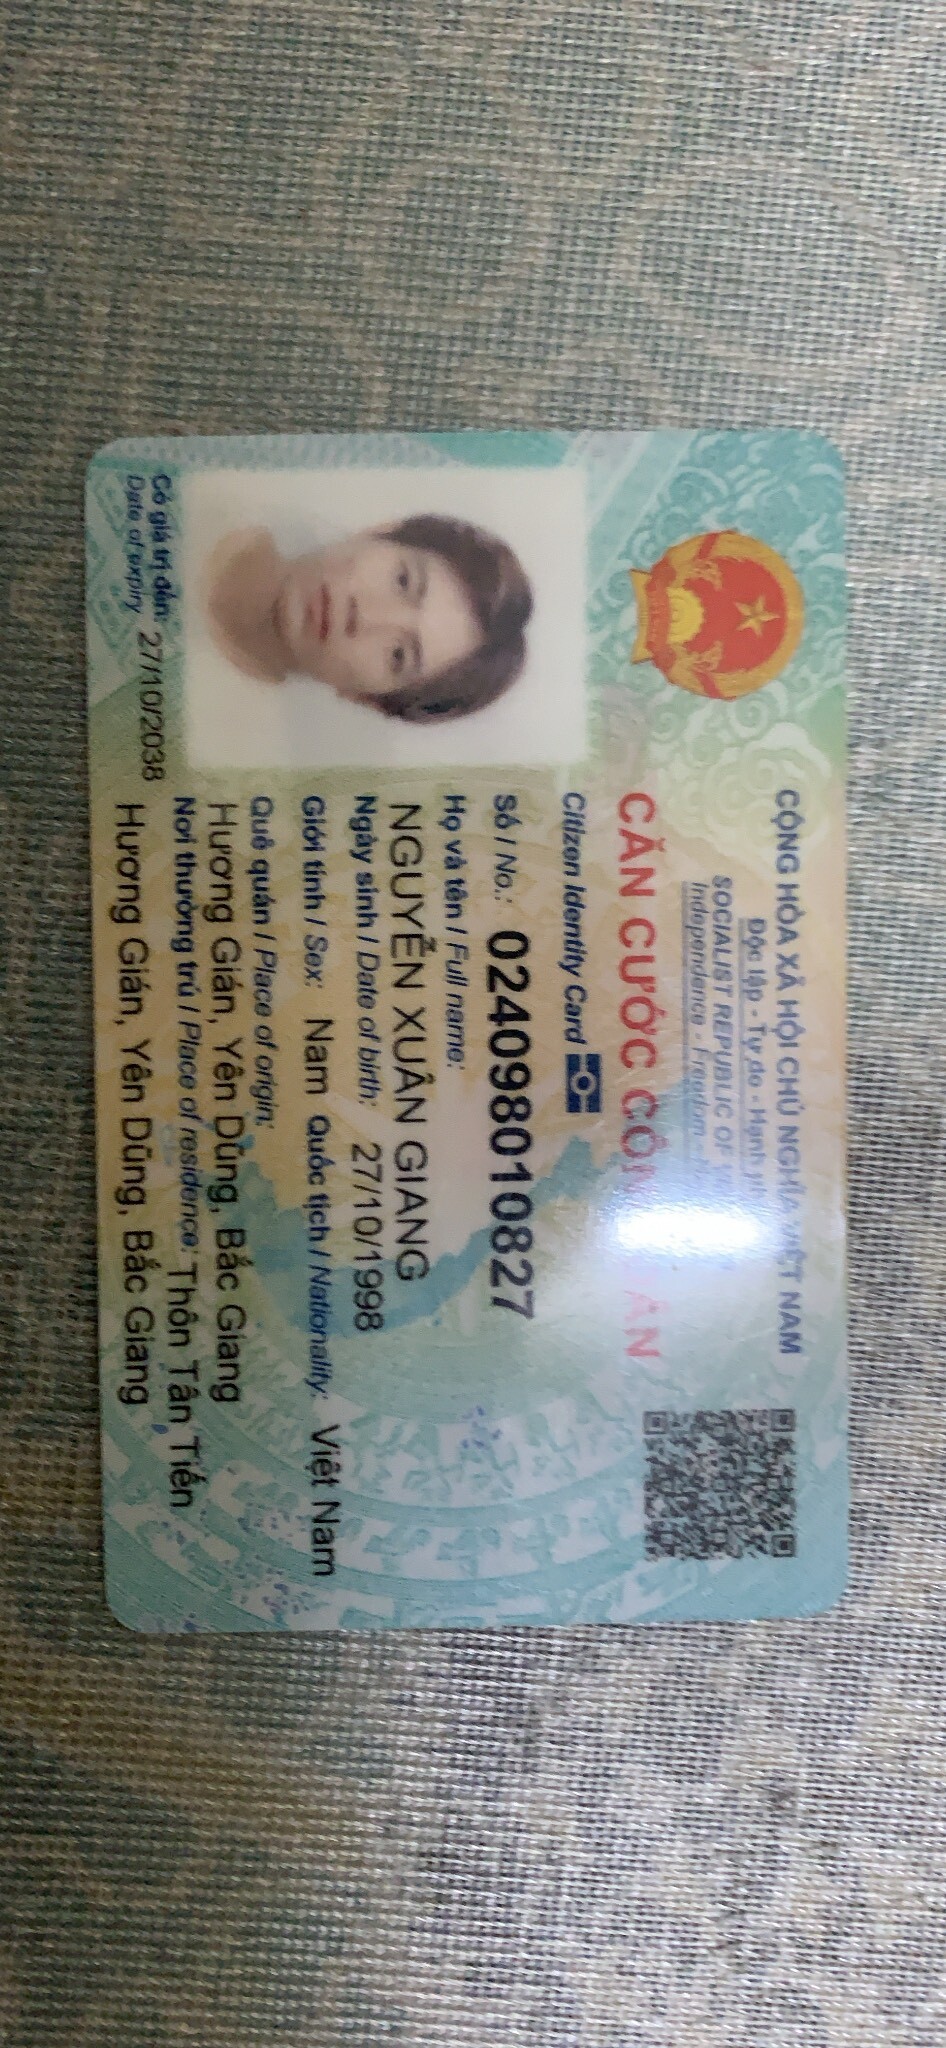 CỘNG HÒA XÃ HỘI CHỦ NGHĨA VIỆT NAM
Độc lập - Tự do - Hạnh
SOCIALIST REPUBLIC OF
Independence - Freedom -
CĂN CƯỚC CÔNG DÂN
Citizen Identity Card
Số / No.: 024098010827
Họ và tên / Full name:
NGUYỄN XUÂN GIANG
Ngày sinh / Date of birth: 27/10/1998
Giới tính / Sex: Nam Quốc tịch / Nationality: Việt Nam
Quê quán / Place of origin:
Hương Gián, Yên Dũng, Bắc Giang
Nơi thường trú / Place of residence: Thôn Tân Tiến
Hương Gián, Yên Dũng, Bắc Giang
Có giá trị đến: 27/10/2038
Date of expiry